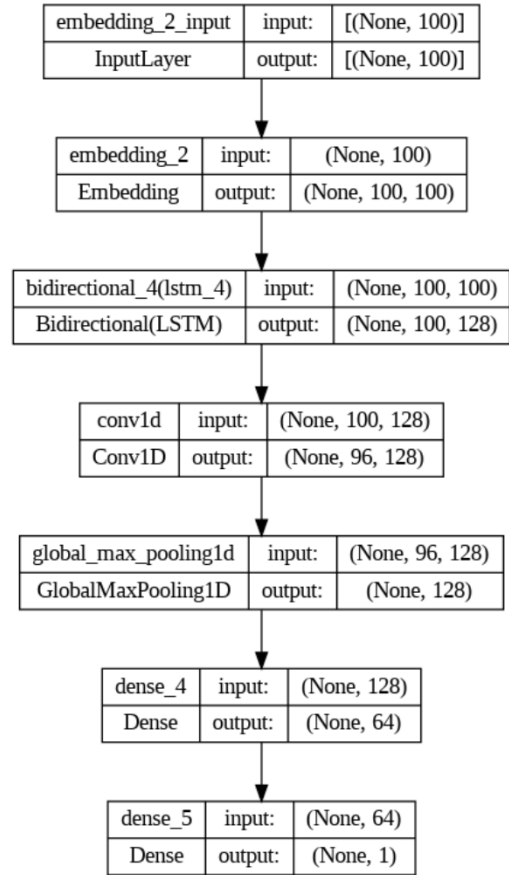 embedding_2_input input: [(None, 100)]
InputLayer output: [(None, 100)]
embedding_2 input: (None, 100)
Embedding output: (None, 100, 100)
bidirectional_4(lstm_4) input: (None, 100, 100)
Bidirectional(LSTM) output: (None, 100, 128)
conv1d input: (None, 100, 128)
Conv1D output: (None, 96, 128)
global_max_pooling1d input: (None, 96, 128)
GlobalMaxPooling1D output: (None, 128)
dense_4 input: (None, 128)
Dense output: (None, 64)
dense_5 input: (None, 64)
Dense output: (None, 1)